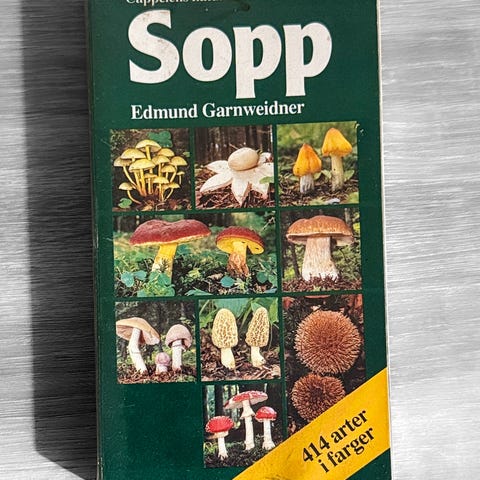 Sopp
Edmund Garnweidner
414 arter
i farger